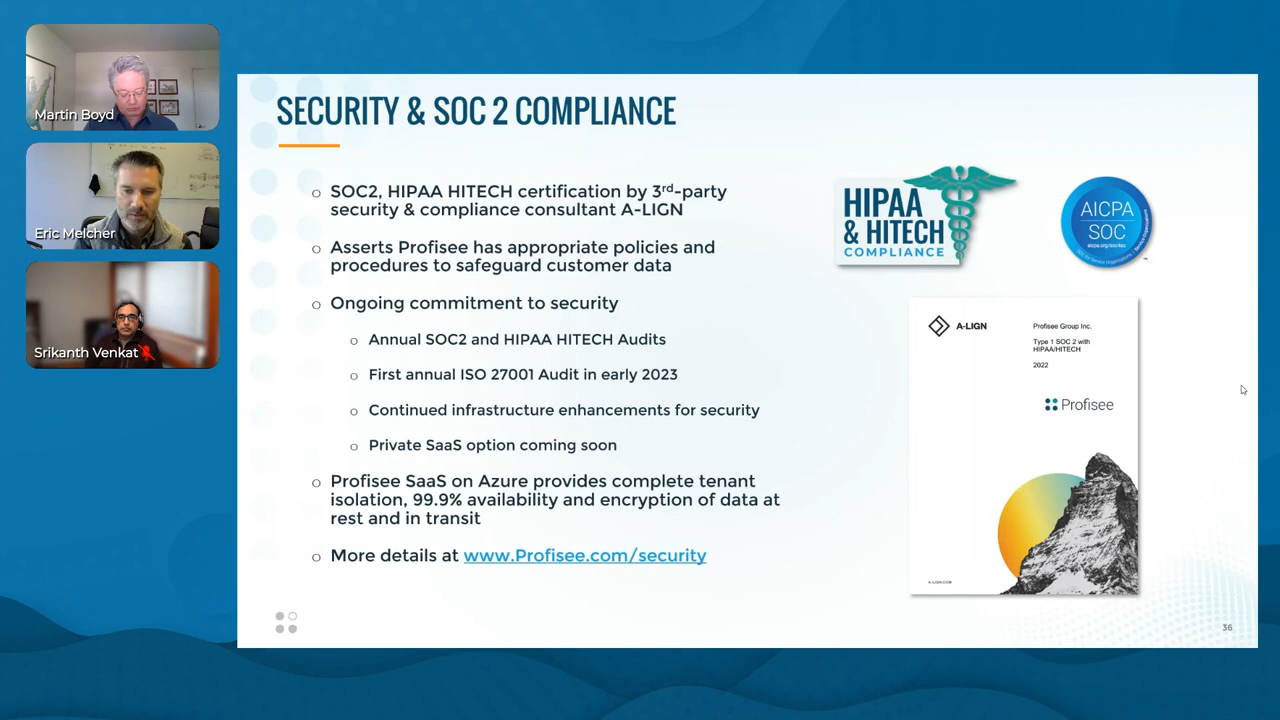 Martin Boyd
Eric Melcher
Srikanth Venkat
SECURITY & SOC 2 COMPLIANCE
SOC2, HIPAA HITECH certification by 3rd-party
security & compliance consultant A-LIGN
Asserts Profisee has appropriate policies and
procedures to safeguard customer data
Ongoing commitment to security
Annual SOC2 and HIPAA HITECH Audits
First annual ISO 27001 Audit in early 2023
Continued infrastructure enhancements for security
Private SaaS option coming soon
Profisee SaaS on Azure provides complete tenant
isolation, 99.9% availability and encryption of data at
rest and in transit
More details at www.Profisee.com/security
HIPAA
& HITECH
COMPLIANCE
AICPA
SOC
aicpa.org/soc4so
A-LIGN
Profisee Group Inc.
Type 1 SOC 2 with
HIPAA/HITECH
2022
Profisee
36